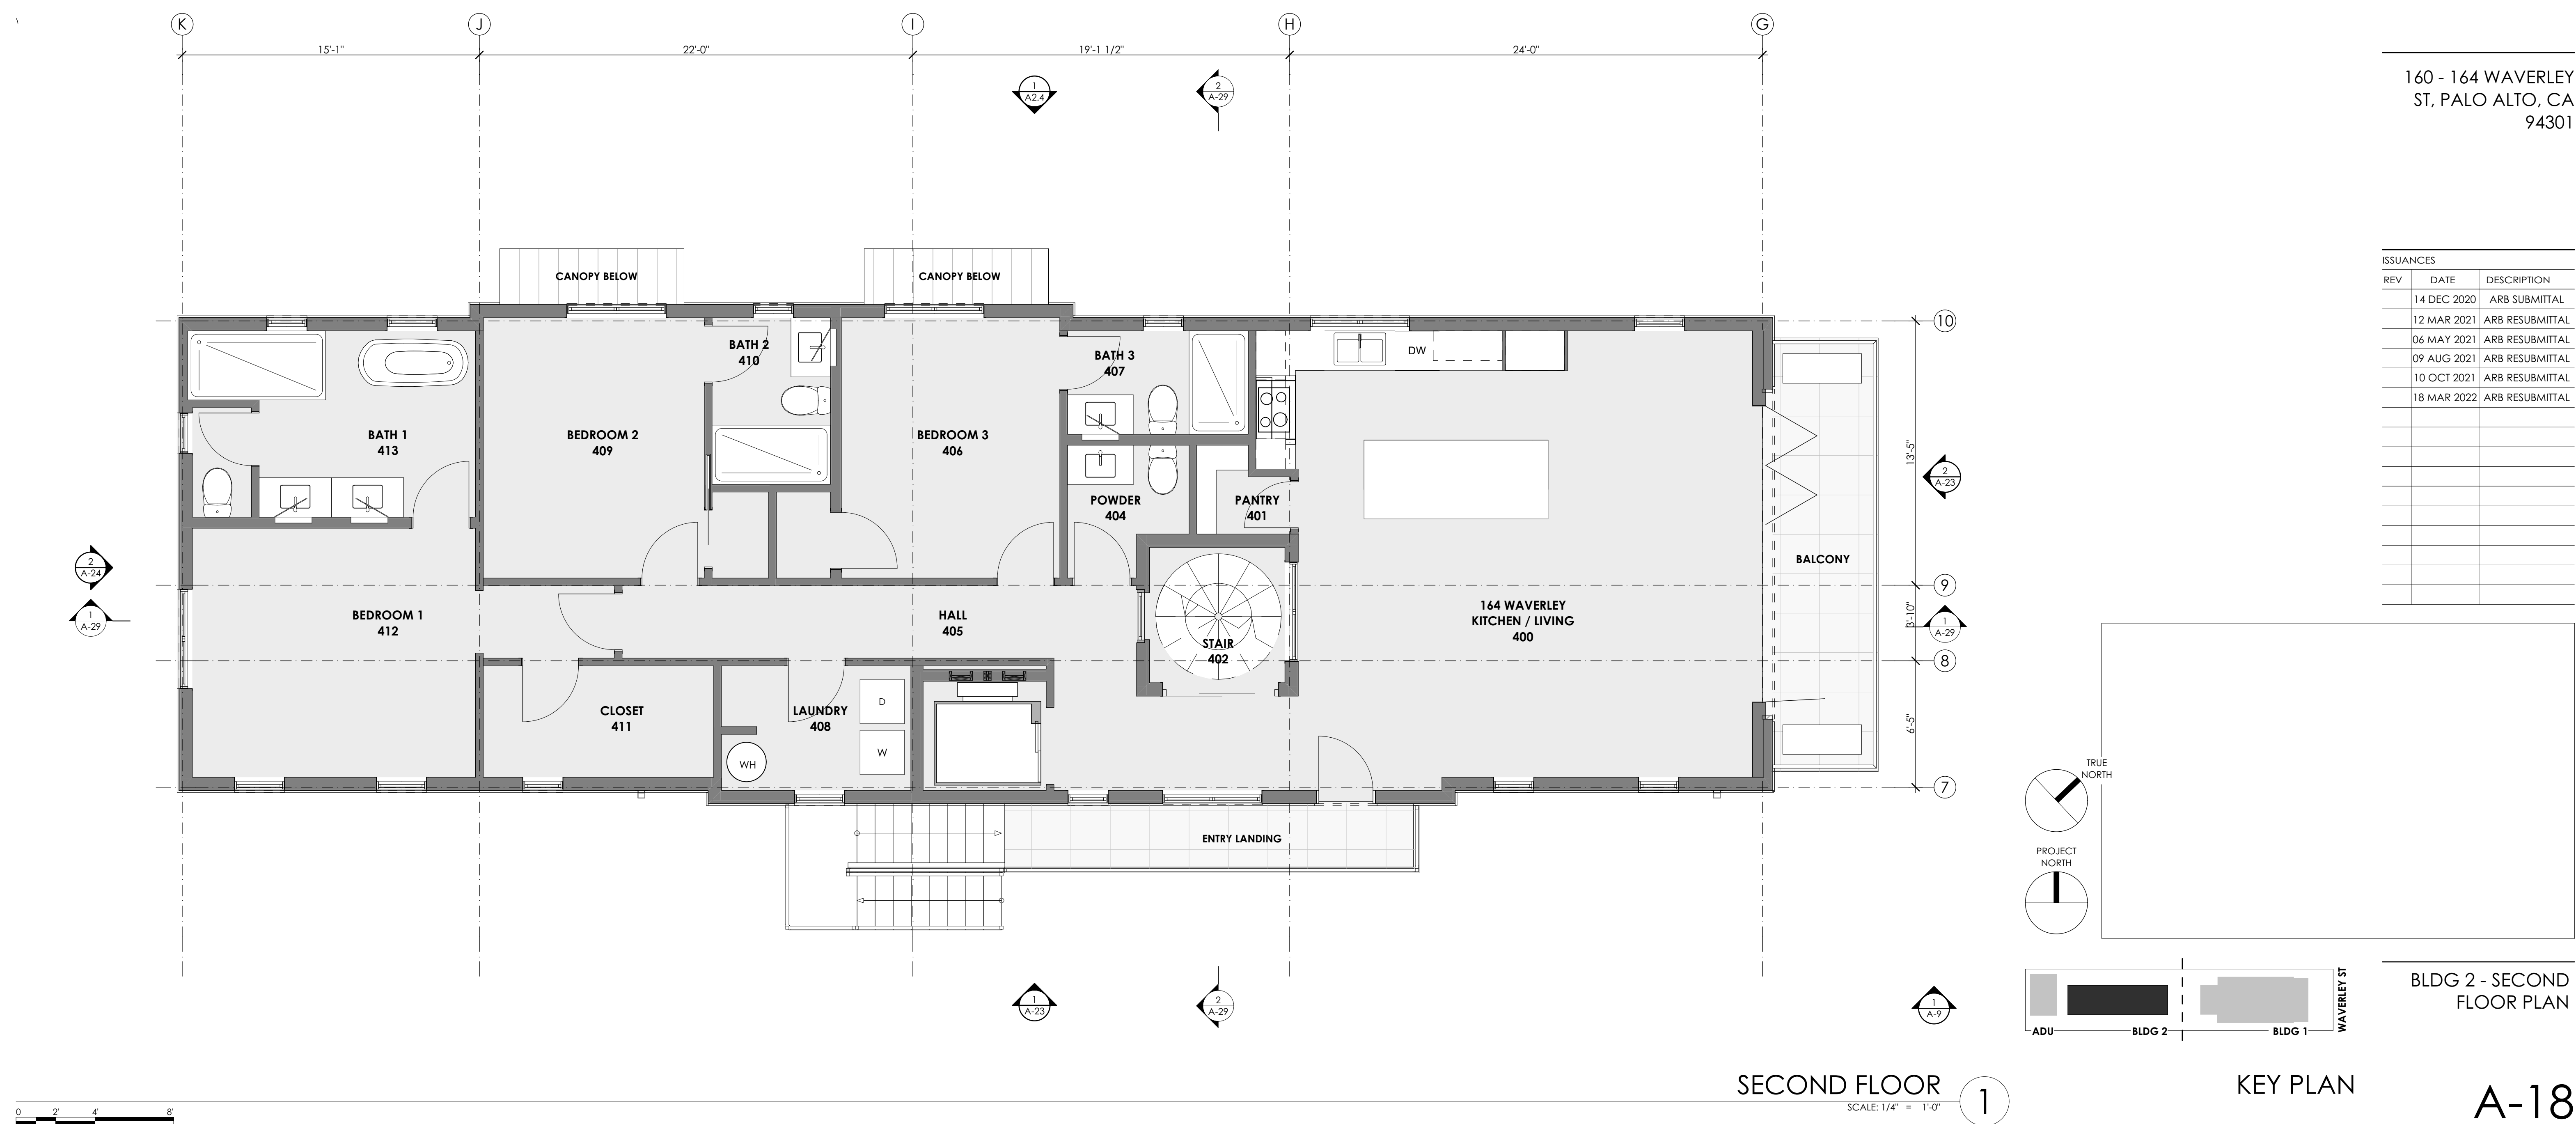 \
K
J
I
H
G
15'-1"
22'-0"
19'-1 1/2"
24'-0"
1
A2.4
2
A-29
160 - 164 WAVERLEY
ST, PALO ALTO, CA
94301
ISSUANCES
REV DATE DESCRIPTION
14 DEC 2020 ARB SUBMITTAL
12 MAR 2021 ARB RESUBMITTAL
06 MAY 2021 ARB RESUBMITTAL
09 AUG 2021 ARB RESUBMITTAL
10 OCT 2021 ARB RESUBMITTAL
18 MAR 2022 ARB RESUBMITTAL
CANOPY BELOW
CANOPY BELOW
10
BATH 2
410
BATH 3
407
DW
BATH 1
413
BEDROOM 2
409
BEDROOM 3
406
13'-5"
2
A-23
POWDER
404
PANTRY
401
2
A-24
BALCONY
9
1
A-29
BEDROOM 1
412
HALL
405
164 WAVERLEY
KITCHEN / LIVING
400
3'-10"
1
A-29
STAIR
402
8
CLOSET
411
LAUNDRY
408
D
W
WH
6'-5"
7
TRUE
NORTH
ENTRY LANDING
PROJECT
NORTH
1
A-23
2
A-29
1
A-9
ADU
BLDG 2
BLDG 1
WAVERLEY ST
BLDG 2 - SECOND
FLOOR PLAN
SECOND FLOOR
SCALE: 1/4" = 1'-0"
1
KEY PLAN
A-18
0 2' 4' 8'